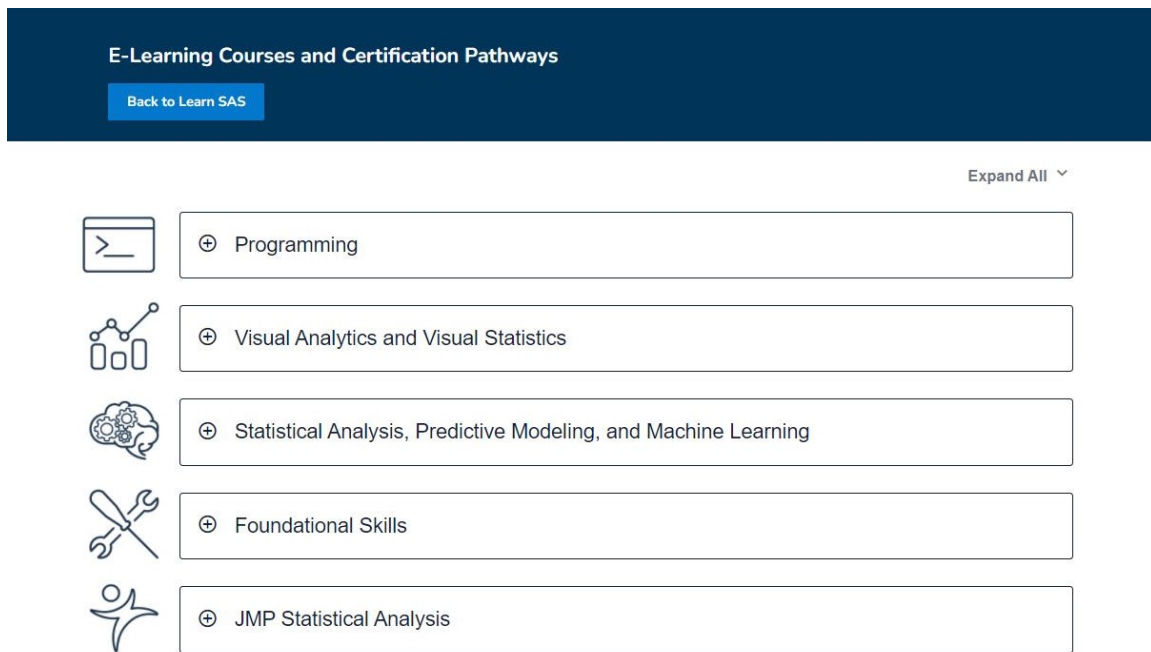 E-Learning Courses and Certification Pathways
Back to Learn SAS
Expand All
Programming
Visual Analytics and Visual Statistics
Statistical Analysis, Predictive Modeling, and Machine Learning
Foundational Skills
JMP Statistical Analysis